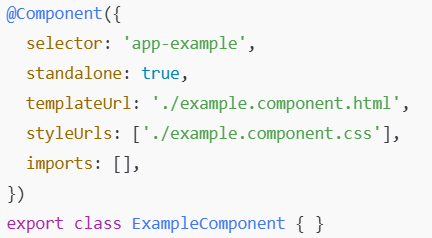 @Component({
  selector: 'app-example',
  standalone: true,
  templateUrl: './example.component.html',
  styleUrls: ['./example.component.css'],
  imports: [],
})
export class ExampleComponent { }